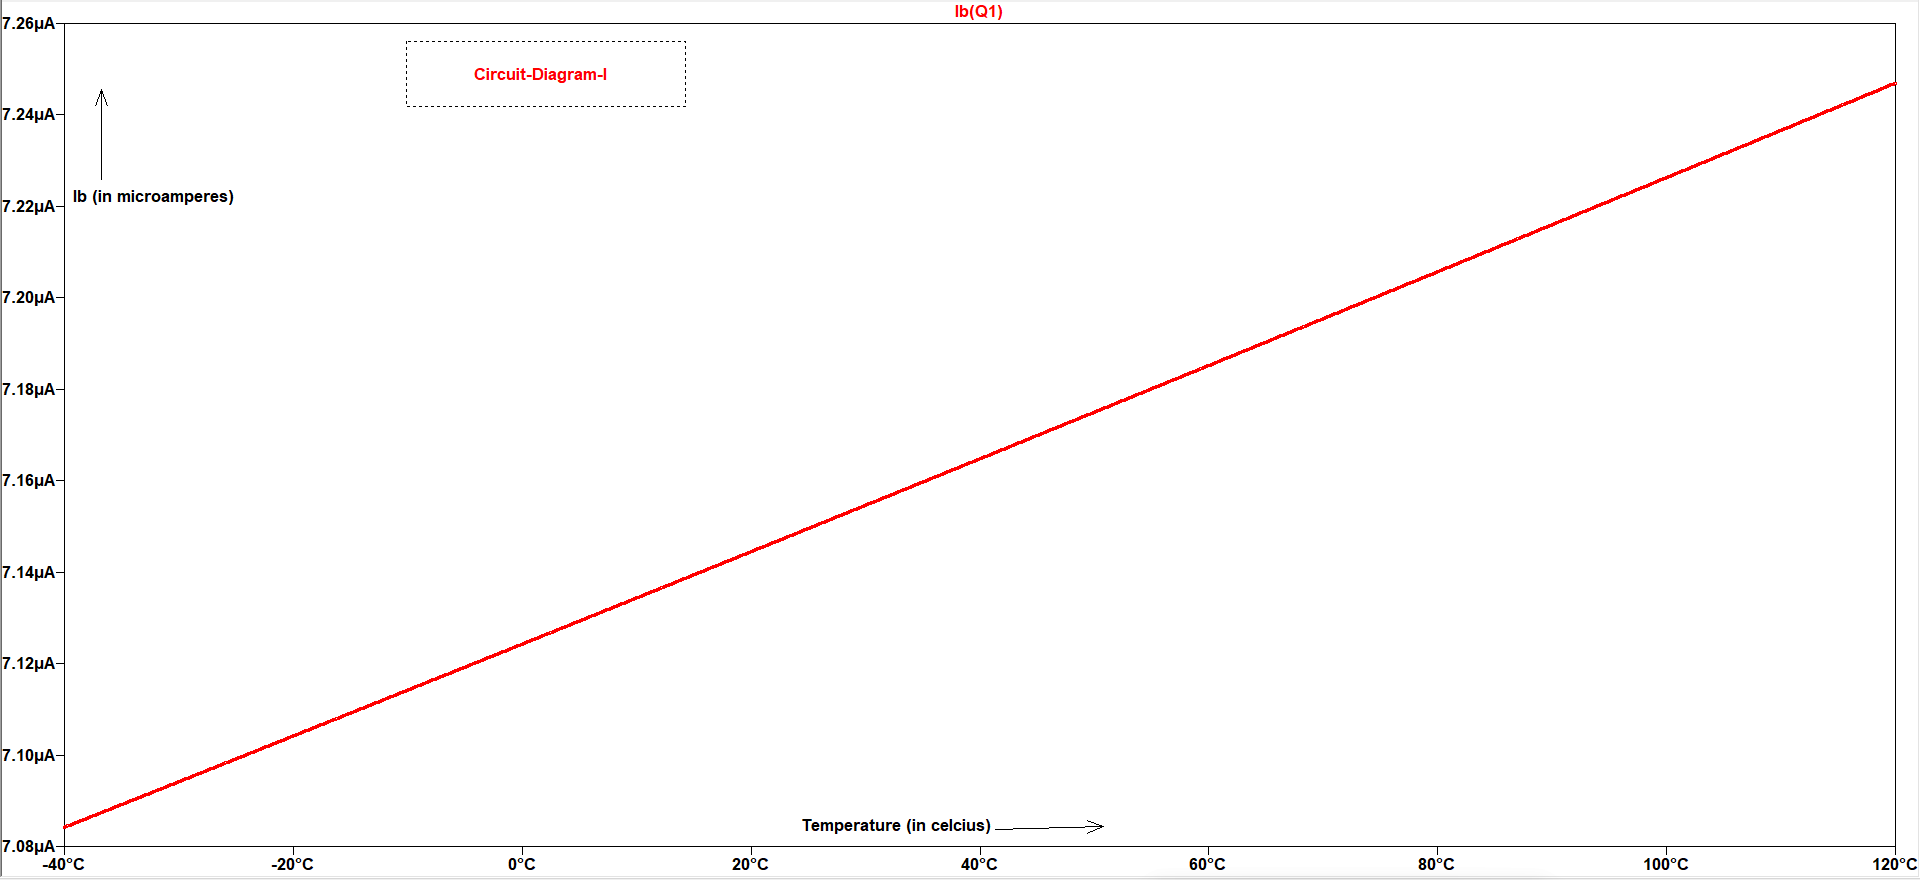 Ib(Q1)
7.26µA
Circuit-Diagram-I
7.24µA
Ib (in microamperes)
7.22µA
7.20µA
7.18µA
7.16µA
7.14µA
7.12µA
7.10µA
Temperature (in celcius)
7.08µA
-40°C -20°C 0°C 20°C 40°C 60°C 80°C 100°C 120°C